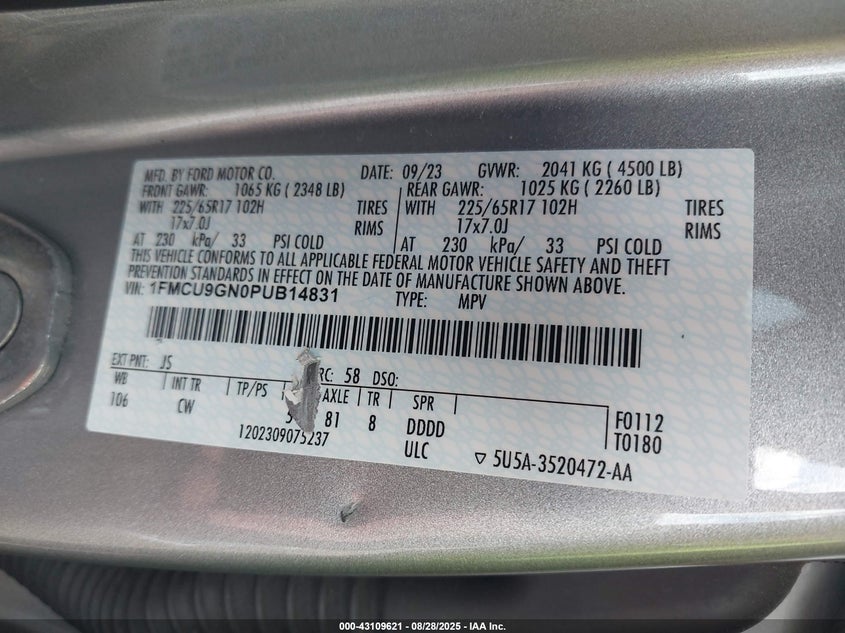 MFD. BY FORD MOTOR CO. DATE: 09/23 GVWR: 2041 KG ( 4500 LB)
FRONT GAWR: 1065 KG ( 2348 LB) REAR GAWR: 1025 KG ( 2260 LB)
WITH 225/65R17 102H TIRES WITH 225/65R17 102H TIRES
17x7.0J RIMS 17x7.0J RIMS
AT 230 kPa/ 33 PSI COLD AT 230 kPa/ 33 PSI COLD
THIS VEHICLE CONFORMS TO ALL APPLICABLE FEDERAL MOTOR VEHICLE SAFETY AND THEFT
PREVENTION STANDARDS IN EFFECT ON THE DATE OF MANUFACTURE SHOWN ABOVE.
VIN: 1FMCU9GN0PUB14831 TYPE: MPV
EXT PNT: JS RC: 58 DSO:
WB INT TR TP/PS AXLE TR SPR
106 CW 5 81 8 DDDD F0112
1202309075237 ULC T0180
▽ 5U5A-3520472-AA
000-43109621 | 08/28/2025 - IAA Inc.